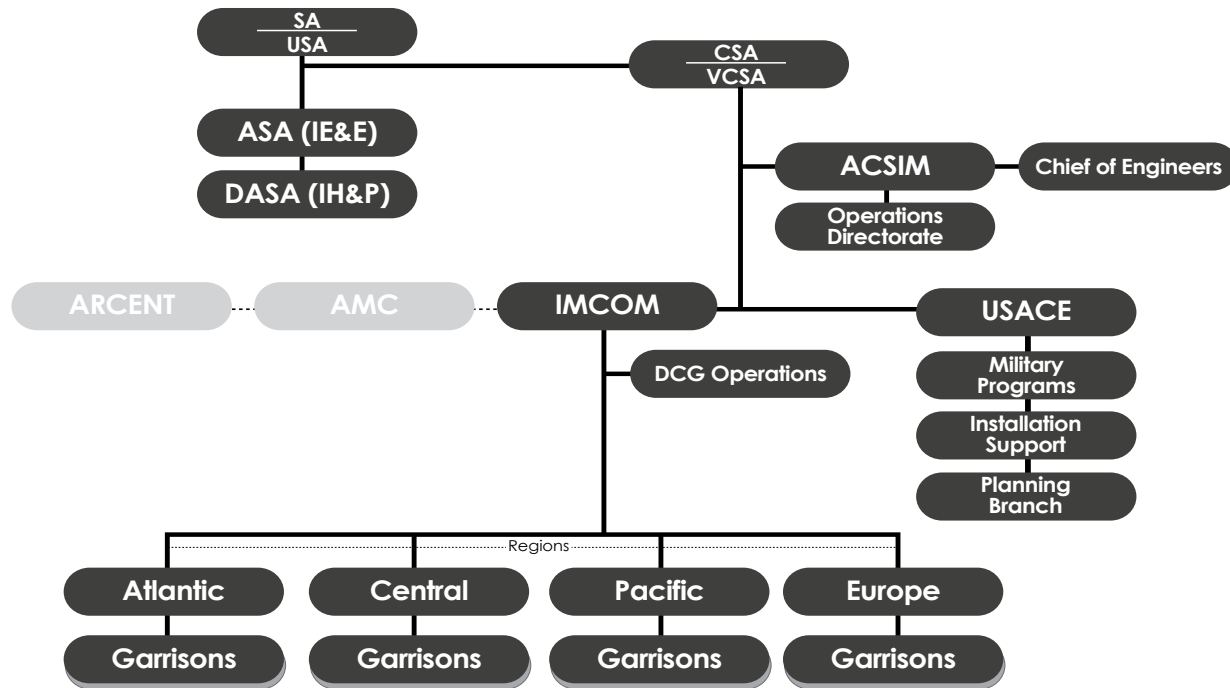 SA
USA
CSA
VCSA
ASA (IE&E)
DASA (IH&P)
ACSIM
Chief of Engineers
Operations
Directorate
ARCENT
AMC
IMCOM
USACE
DCG Operations
Military
Programs
Installation
Support
Planning
Branch
Regions
Atlantic
Central
Pacific
Europe
Garrisons
Garrisons
Garrisons
Garrisons